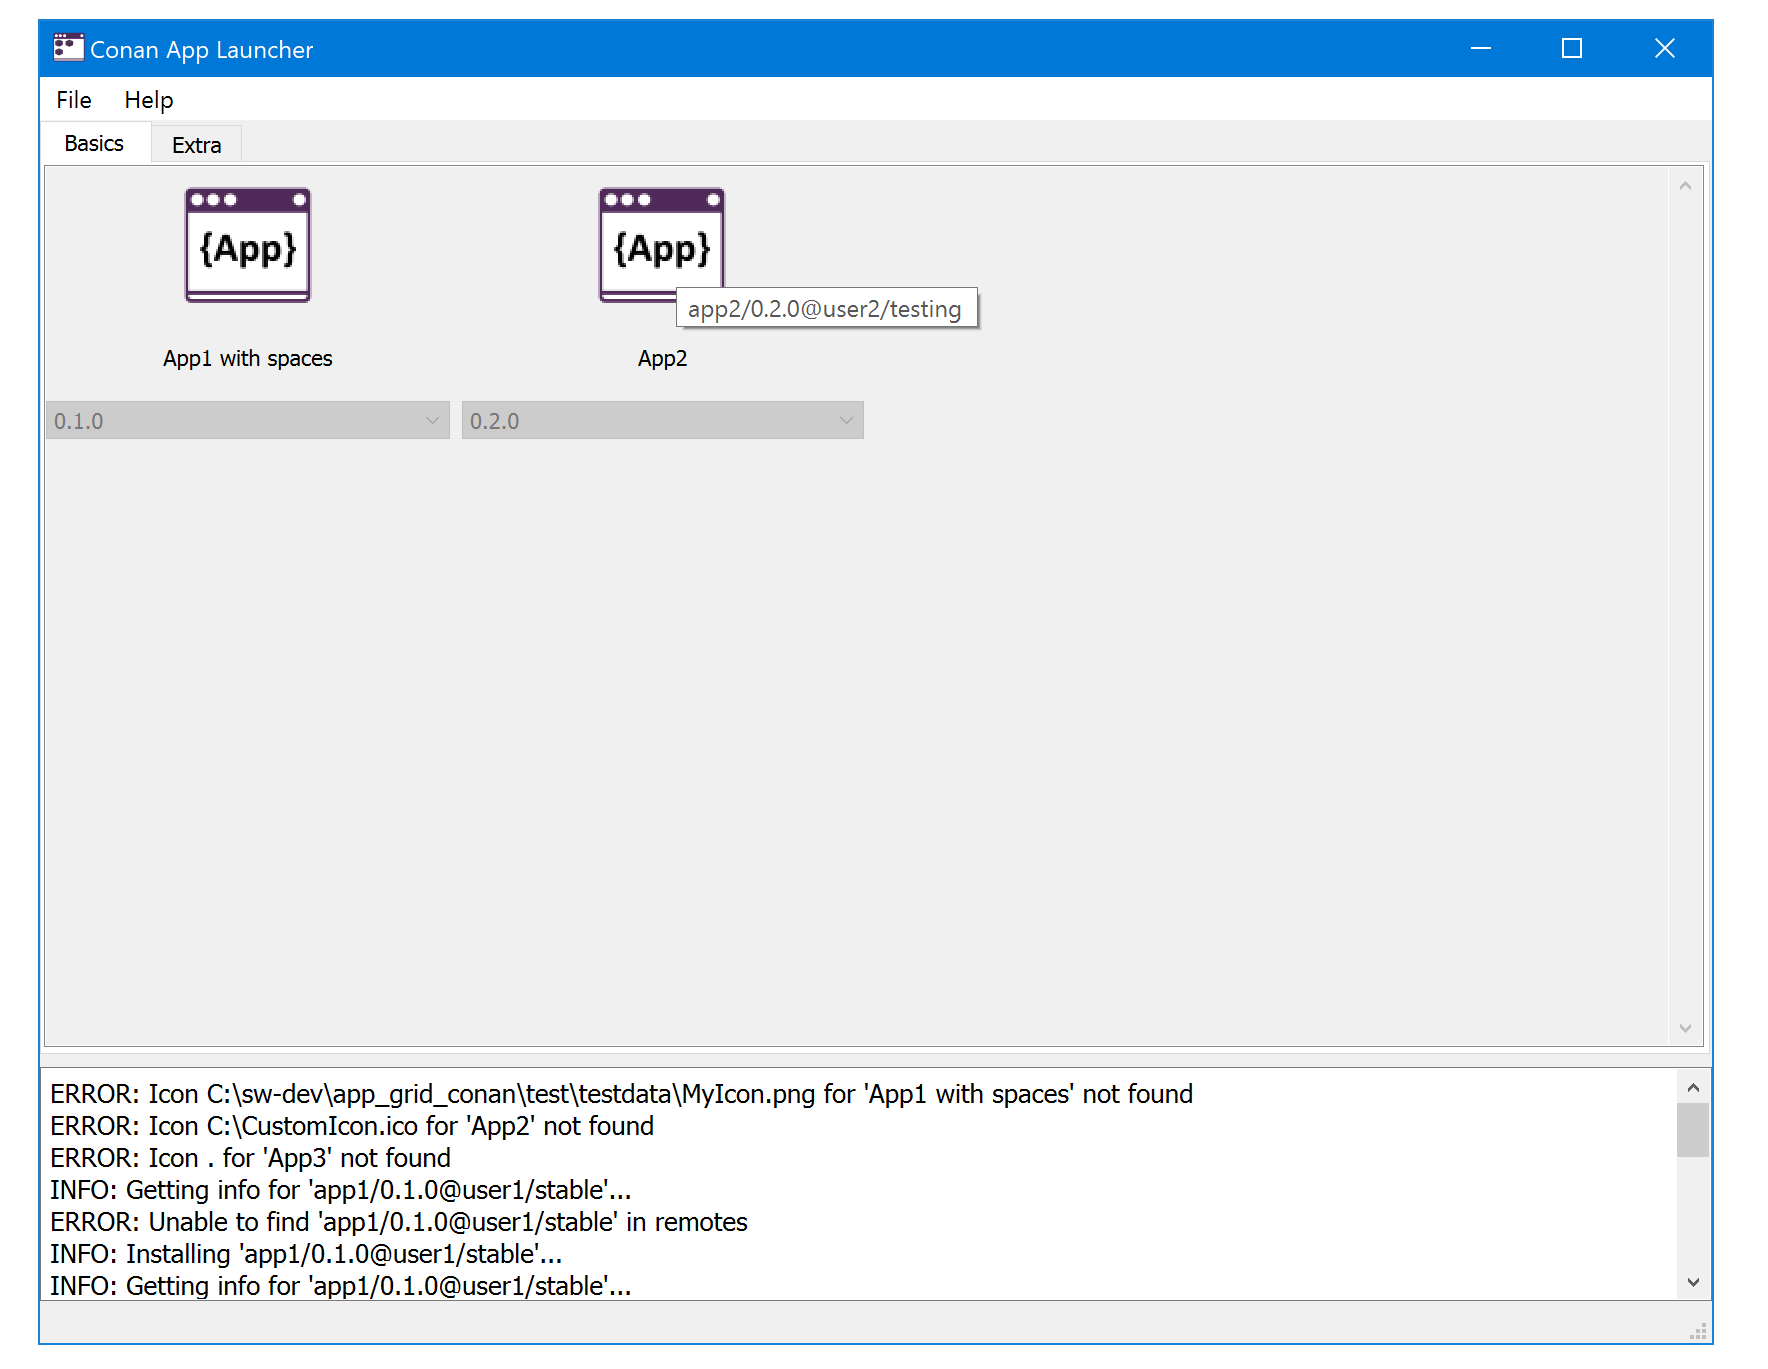 Conan App Launcher
File Help
Basics Extra
{App} {App}
app2/0.2.0@user2/testing
App1 with spaces App2
0.1.0 0.2.0
ERROR: Icon C:\sw-dev\app_grid_conan\test\testdata\MyIcon.png for 'App1 with spaces' not found
ERROR: Icon C:\CustomIcon.ico for 'App2' not found
ERROR: Icon . for 'App3' not found
INFO: Getting info for 'app1/0.1.0@user1/stable'...
ERROR: Unable to find 'app1/0.1.0@user1/stable' in remotes
INFO: Installing 'app1/0.1.0@user1/stable'...
INFO: Getting info for 'app1/0.1.0@user1/stable'...